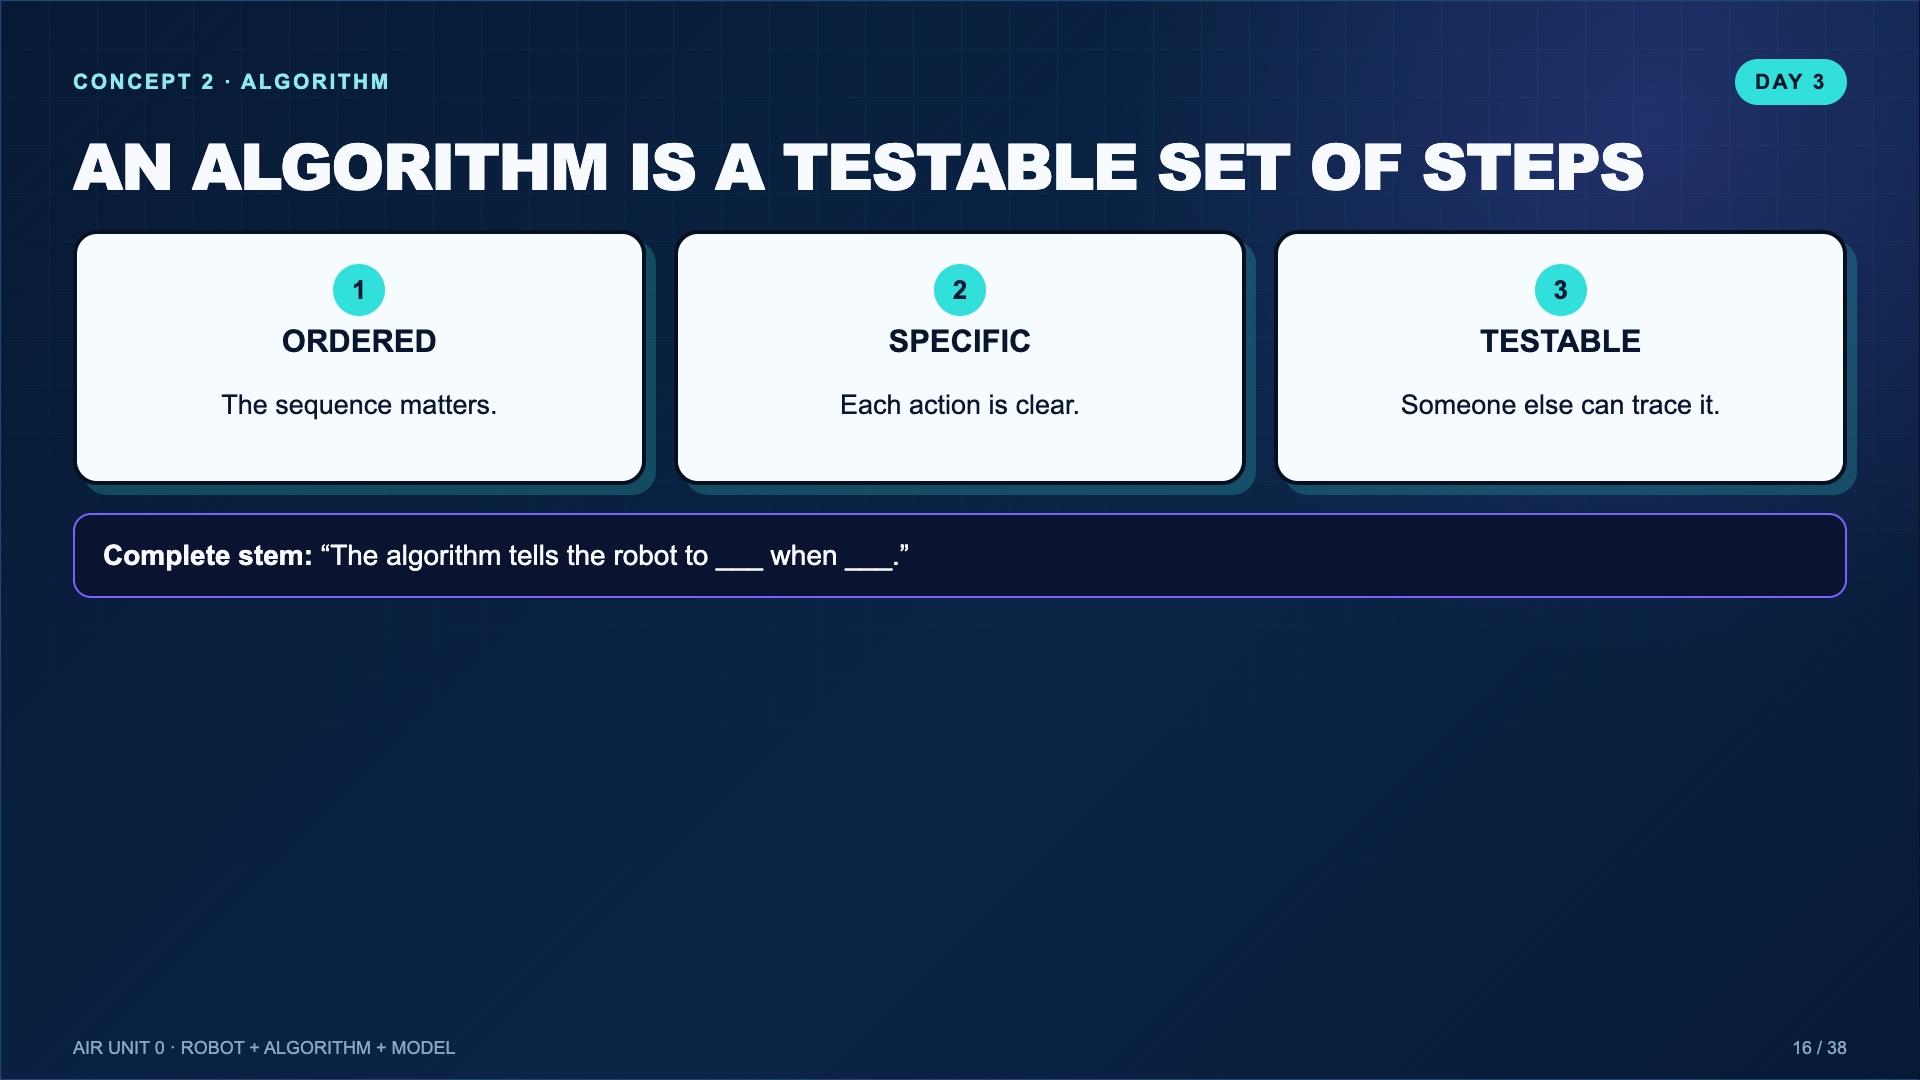 CONCEPT 2 · ALGORITHM
DAY 3
AN ALGORITHM IS A TESTABLE SET OF STEPS
1
ORDERED
The sequence matters.
2
SPECIFIC
Each action is clear.
3
TESTABLE
Someone else can trace it.
Complete stem: “The algorithm tells the robot to ___ when ___.”
AIR UNIT 0 · ROBOT + ALGORITHM + MODEL
16 / 38